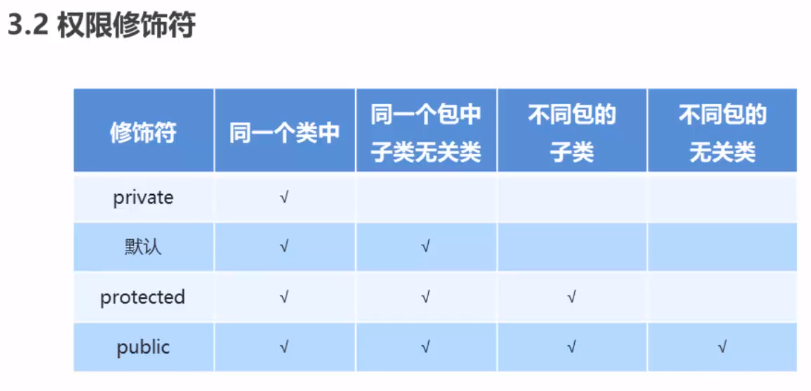 3.2 权限修饰符
修饰符 同一个类中 同一个包中 不同包的 不同包的
子类无关类 子类 无关类
private √
默认 √ √
protected √ √ √
public √ √ √ √